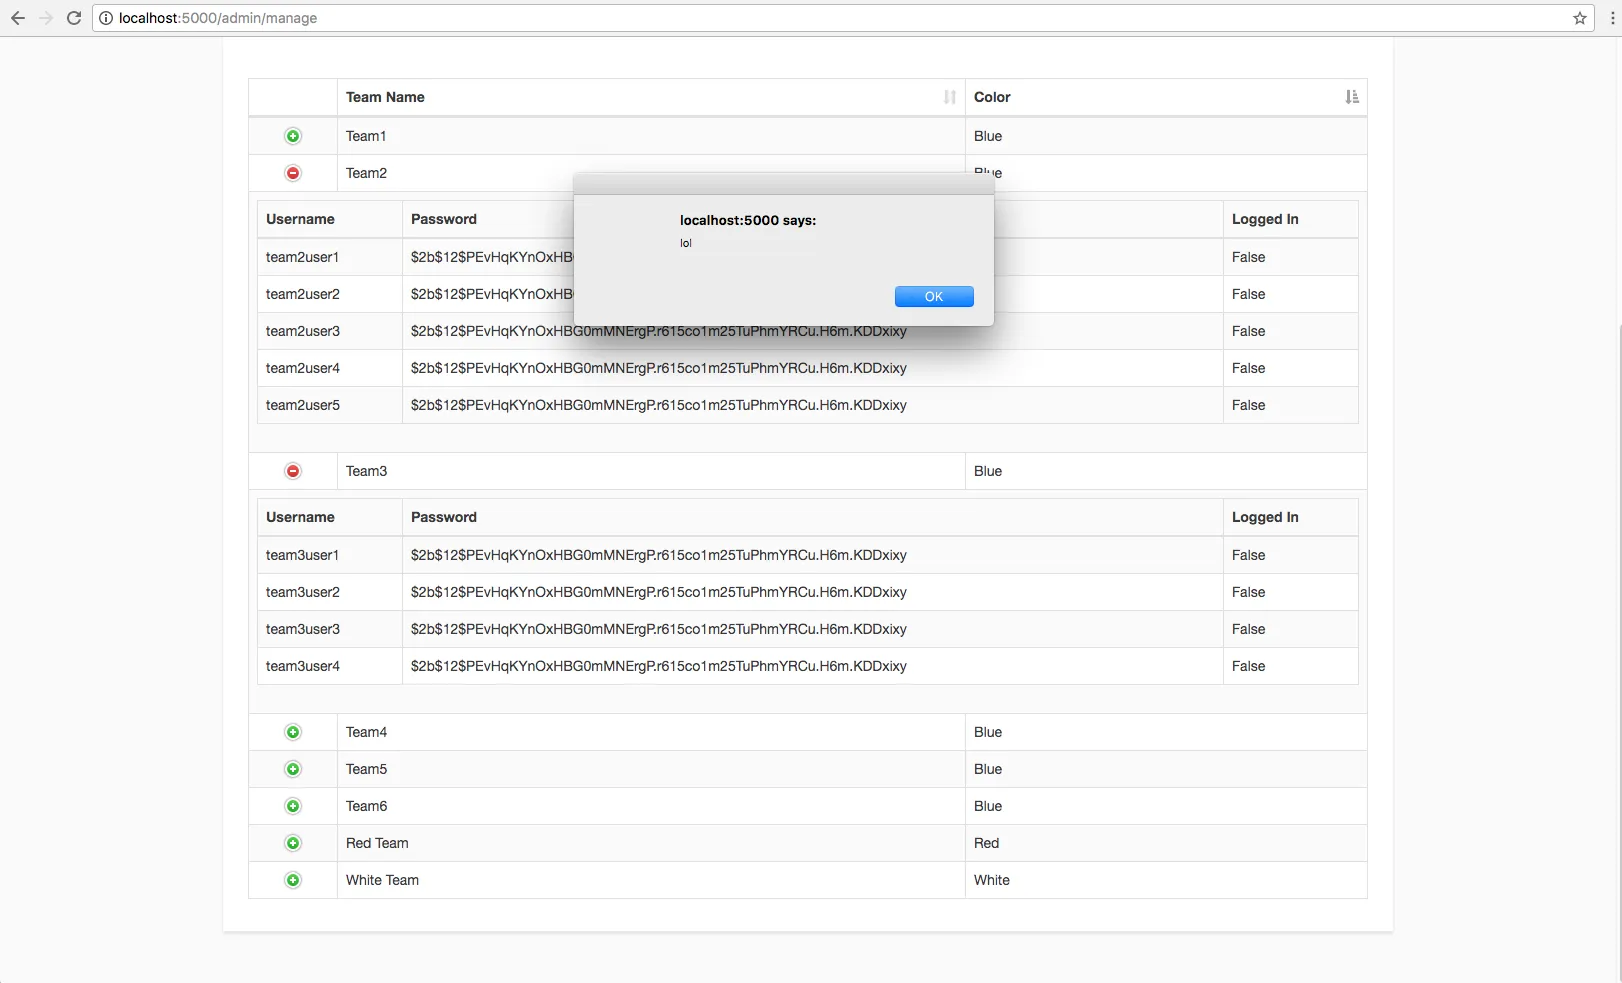 localhost:5000/admin/manage
Team Name Color
Team1 Blue
Team2 Blue
Username Password Logged In
localhost:5000 says:
lol
OK
team2user1 $2b$12$PEvHqKYnOxHB False
team2user2 $2b$12$PEvHqKYnOxHB False
team2user3 $2b$12$PEvHqKYnOxHBG0mMNErgP.r615co1m25TuPhmYRCu.H6m.KDDxixy False
team2user4 $2b$12$PEvHqKYnOxHBG0mMNErgP.r615co1m25TuPhmYRCu.H6m.KDDxixy False
team2user5 $2b$12$PEvHqKYnOxHBG0mMNErgP.r615co1m25TuPhmYRCu.H6m.KDDxixy False
Team3 Blue
Username Password Logged In
team3user1 $2b$12$PEvHqKYnOxHBG0mMNErgP.r615co1m25TuPhmYRCu.H6m.KDDxixy False
team3user2 $2b$12$PEvHqKYnOxHBG0mMNErgP.r615co1m25TuPhmYRCu.H6m.KDDxixy False
team3user3 $2b$12$PEvHqKYnOxHBG0mMNErgP.r615co1m25TuPhmYRCu.H6m.KDDxixy False
team3user4 $2b$12$PEvHqKYnOxHBG0mMNErgP.r615co1m25TuPhmYRCu.H6m.KDDxixy False
Team4 Blue
Team5 Blue
Team6 Blue
Red Team Red
White Team White